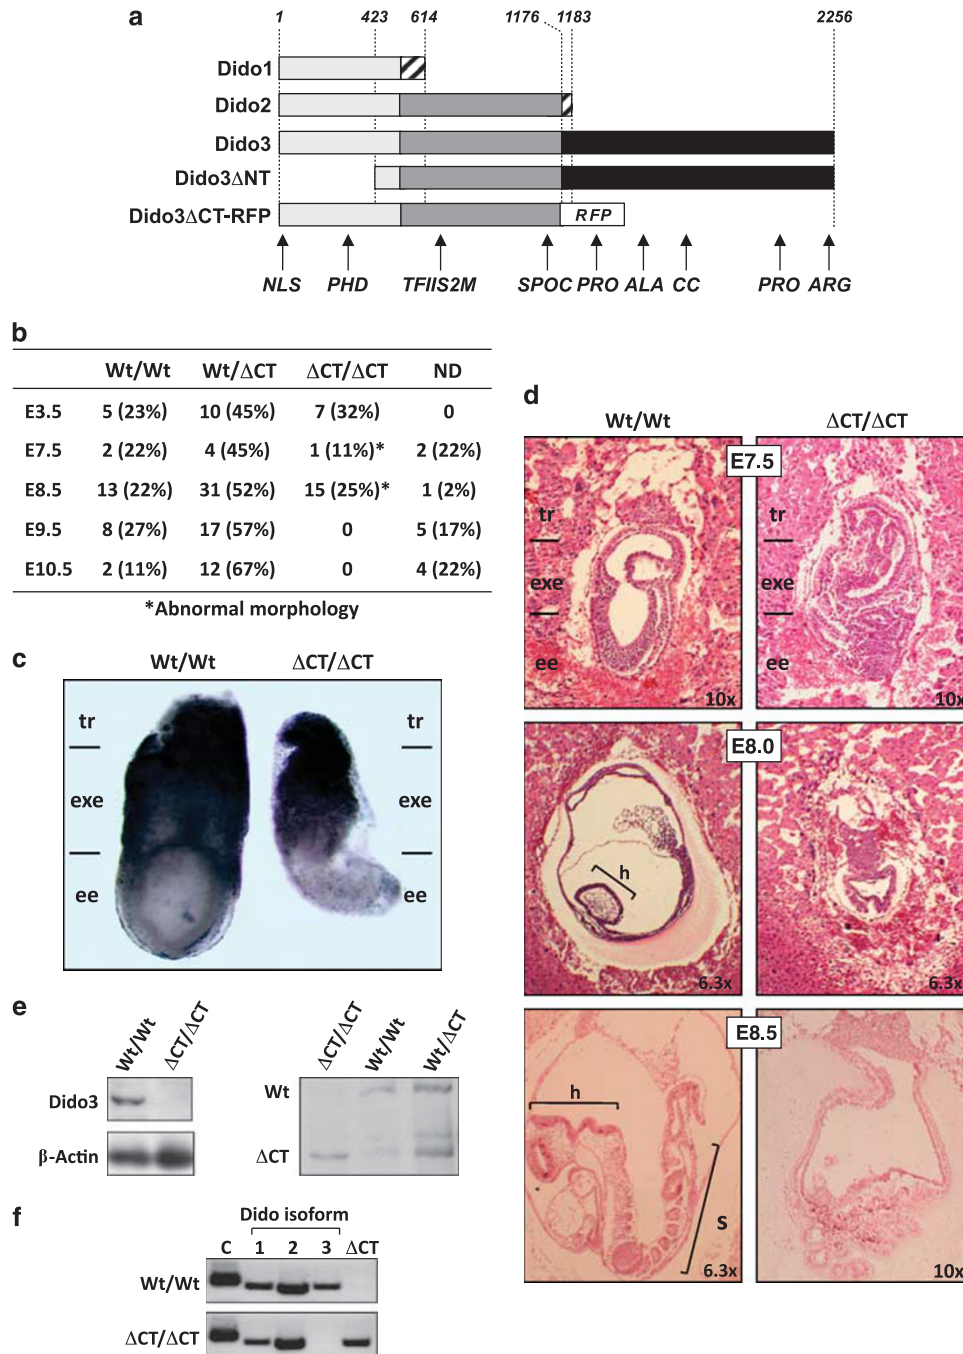 a
1 423 614 1176 1183 2256
Dido1
Dido2
Dido3
Dido3ΔNT
Dido3ΔCT-RFP
RFP
NLS PHD TFIIS2M SPOC PRO ALA CC PRO ARG
b
Wt/Wt Wt/ΔCT ΔCT/ΔCT ND
E3.5 5 (23%) 10 (45%) 7 (32%) 0
E7.5 2 (22%) 4 (45%) 1 (11%)* 2 (22%)
E8.5 13 (22%) 31 (52%) 15 (25%)* 1 (2%)
E9.5 8 (27%) 17 (57%) 0 5 (17%)
E10.5 2 (11%) 12 (67%) 0 4 (22%)
*Abnormal morphology
c
Wt/Wt ΔCT/ΔCT
tr tr
exe exe
ee ee
d
Wt/Wt ΔCT/ΔCT
E7.5
tr tr
exe exe
ee ee
10x 10x
E8.0
h
6.3x 6.3x
E8.5
h
S
6.3x 10x
e
Wt/Wt ΔCT/ΔCT
Dido3
β-Actin
ΔCT/ΔCT Wt/Wt Wt/ΔCT
Wt
ΔCT
f
Dido isoform
C 1 2 3 ΔCT
Wt/Wt
ΔCT/ΔCT